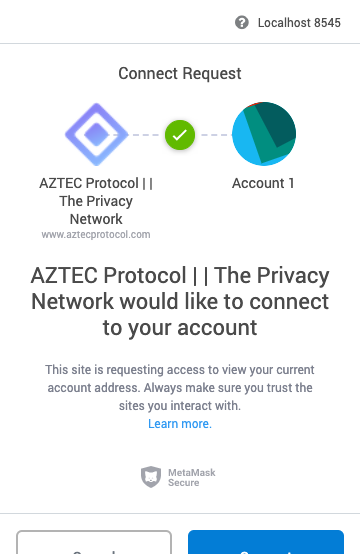 Localhost 8545
Connect Request
AZTEC Protocol | |
The Privacy
Network
www.aztecprotocol.com
Account 1
AZTEC Protocol | | The Privacy
Network would like to connect
to your account
This site is requesting access to view your current
account address. Always make sure you trust the
sites you interact with.
Learn more.
MetaMask
Secure